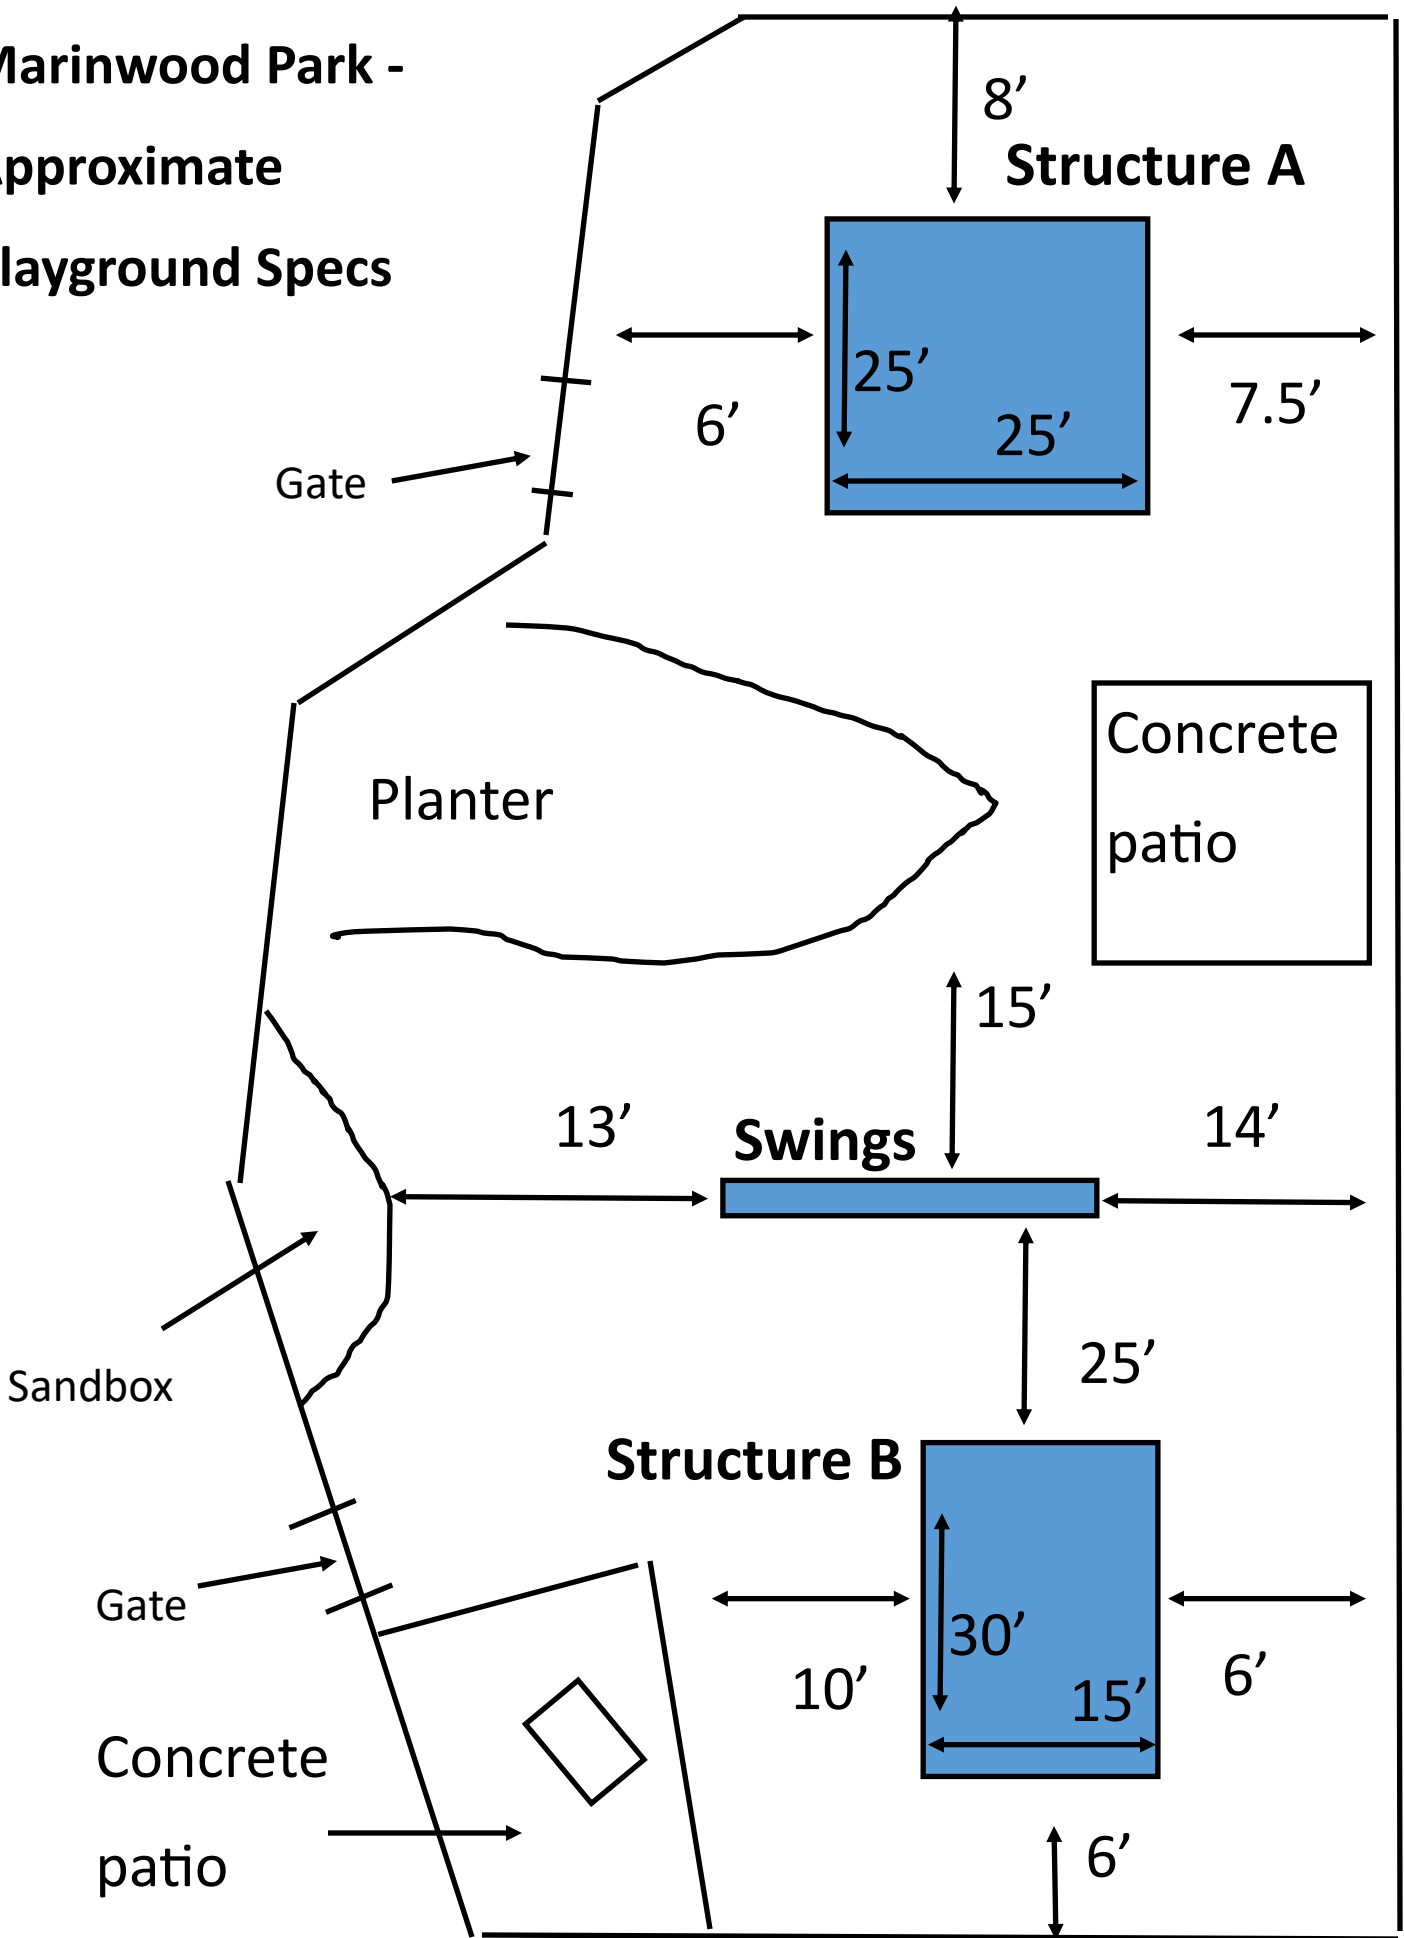 Marinwood Park -
Approximate
Playground Specs
8’
Structure A
25’
25’
6’
7.5’
Gate
Concrete
patio
Planter
15’
13’
Swings
14’
25’
Sandbox
Structure B
30’
15’
10’
6’
Gate
Concrete
patio
6’